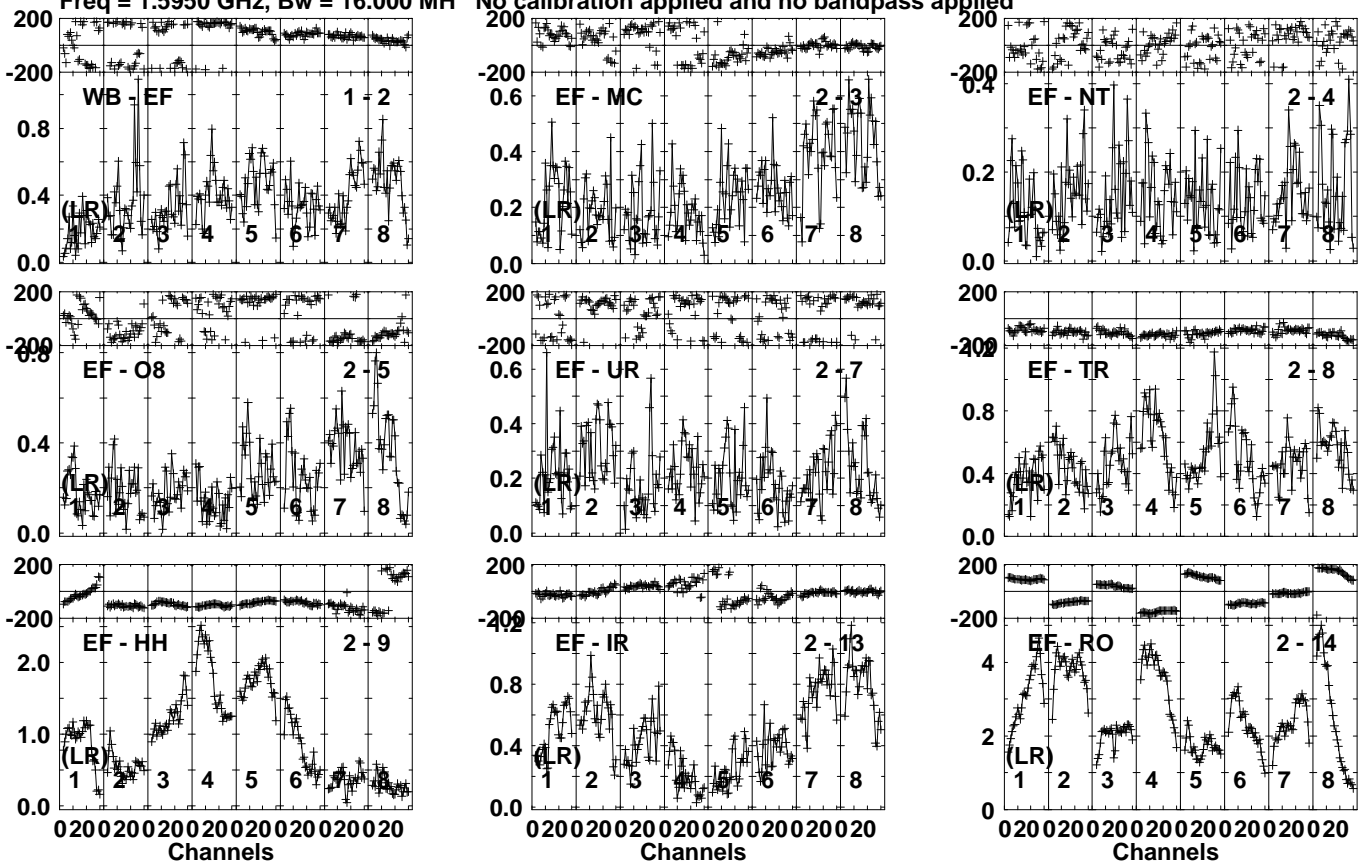 Freq = 1.5950 GHz, Bw = 16.000 MH No calibration applied and no bandpass applied
200
-200
WB - EF 1 - 2
0.8
0.4
0.0
(LR)
1 2 3 4 5 6 7 8
200
-200
EF - MC 2 - 3
0.6
0.4
0.2
0.0
(LR)
1 2 3 4 5 6 7 8
200
-200
0.4
EF - NT 2 - 4
0.2
0.0
(LR)
1 2 3 4 5 6 7 8
200
-200
0.8
EF - O8 2 - 5
0.4
0.0
(LR)
1 2 3 4 5 6 7 8
200
-200
EF - UR 2 - 7
0.6
0.4
0.2
0.0
(LR)
1 2 3 4 5 6 7 8
200
-200
1.2
EF - TR 2 - 8
0.8
0.4
0.0
(LR)
1 2 3 4 5 6 7 8
200
-200
EF - HH 2 - 9
2.0
1.0
0.0
(LR)
1 2 3 4 5 6 7 8
0 20 0 20 0 20 0 20 0 20 0 20 0 20 0 20
Channels
200
-200
1.2
EF - IR 2 - 13
0.8
0.4
0.0
(LR)
1 2 3 4 5 6 7 8
0 20 0 20 0 20 0 20 0 20 0 20 0 20 0 20
Channels
200
-200
EF - RO 2 - 14
4
2
0
(LR)
1 2 3 4 5 6 7 8
0 20 0 20 0 20 0 20 0 20 0 20 0 20 0 20
Channels